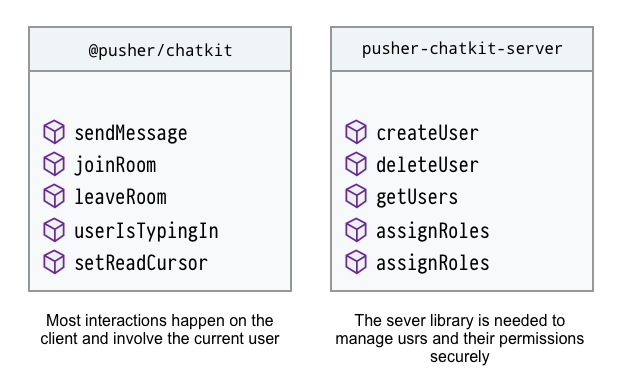 @pusher/chatkit
sendMessage
joinRoom
leaveRoom
userIsTypingIn
setReadCursor
Most interactions happen on the
client and involve the current user
pusher-chatkit-server
createUser
deleteUser
getUsers
assignRoles
assignRoles
The sever library is needed to
manage usrs and their permissions
securely